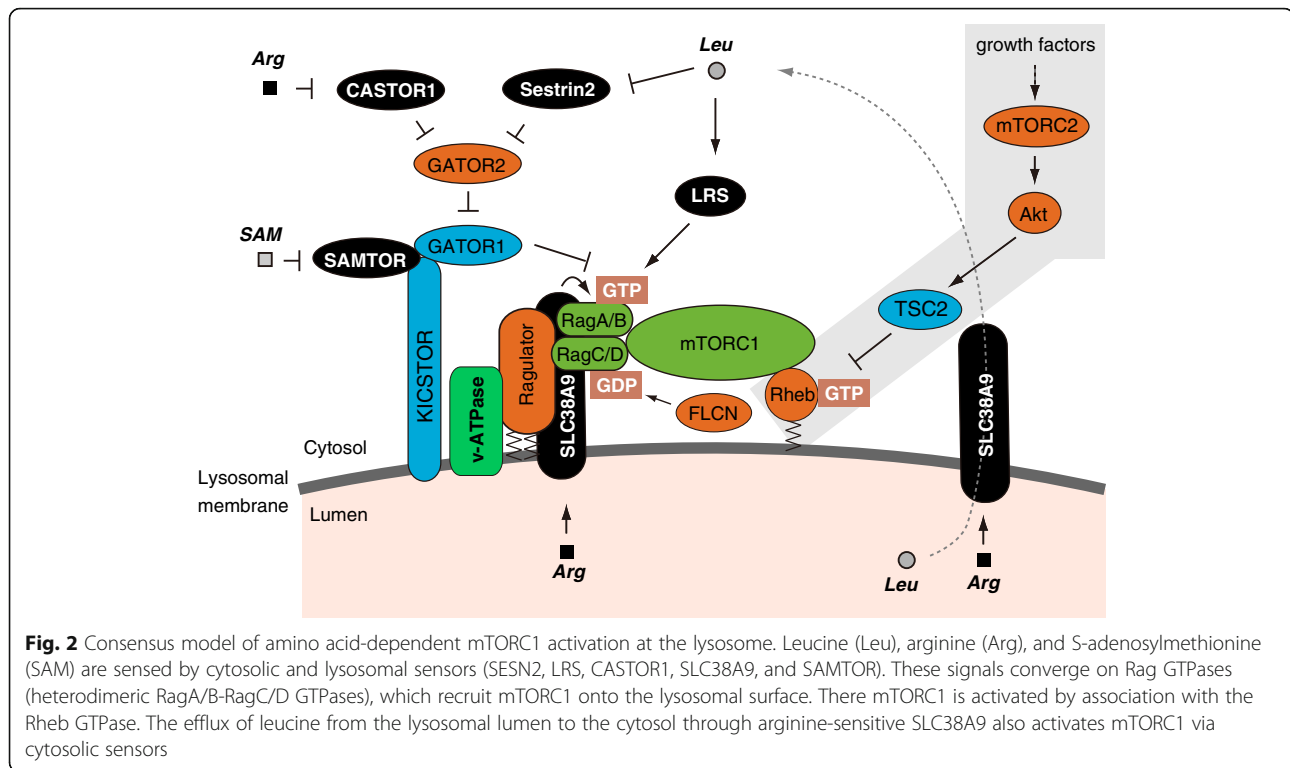 Arg
Leu
growth factors
CASTOR1
Sestrin2
mTORC2
GATOR2
LRS
Akt
SAM
SAMTOR
GATOR1
GTP
TSC2
RagA/B
mTORC1
RagC/D
GDP
Rheb
GTP
FLCN
KICSTOR
v-ATPase
Ragulator
SLC38A9
SLC38A9
Cytosol
Lysosomal
membrane
Lumen
Arg
Leu
Arg
Fig. 2 Consensus model of amino acid-dependent mTORC1 activation at the lysosome. Leucine (Leu), arginine (Arg), and S-adenosylmethionine
(SAM) are sensed by cytosolic and lysosomal sensors (SESN2, LRS, CASTOR1, SLC38A9, and SAMTOR). These signals converge on Rag GTPases
(heterodimeric RagA/B-RagC/D GTPases), which recruit mTORC1 onto the lysosomal surface. There mTORC1 is activated by association with the
Rheb GTPase. The efflux of leucine from the lysosomal lumen to the cytosol through arginine-sensitive SLC38A9 also activates mTORC1 via
cytosolic sensors